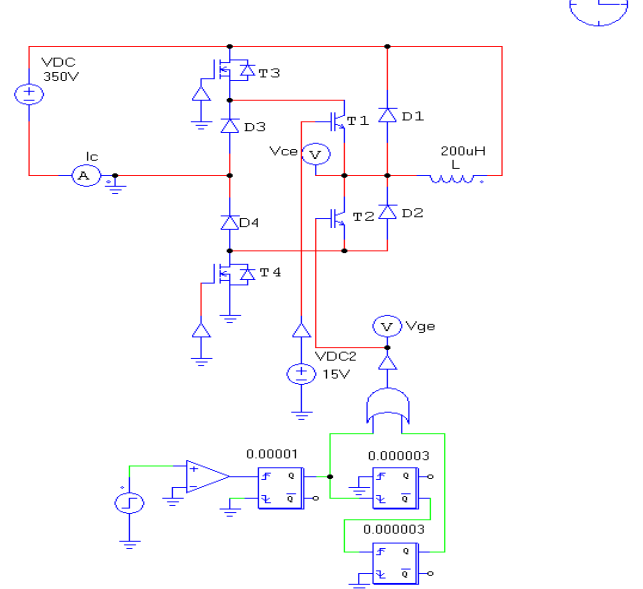 VDC
350V
T3
D3
T1
D1
Vce
V
200uH
L
Ic
A
T2
D2
D4
T4
V
Vge
VDC2
15V
0.00001
0.000003
Q
Q
Q
Q
0.000003
Q
Q